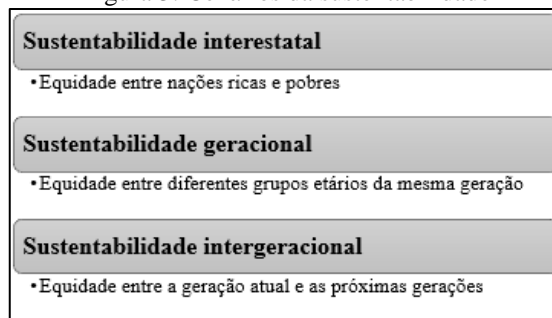 Sustentabilidade interestatal
•Equidade entre nações ricas e pobres
Sustentabilidade geracional
•Equidade entre diferentes grupos etários da mesma geração
Sustentabilidade intergeracional
•Equidade entre a geração atual e as próximas gerações